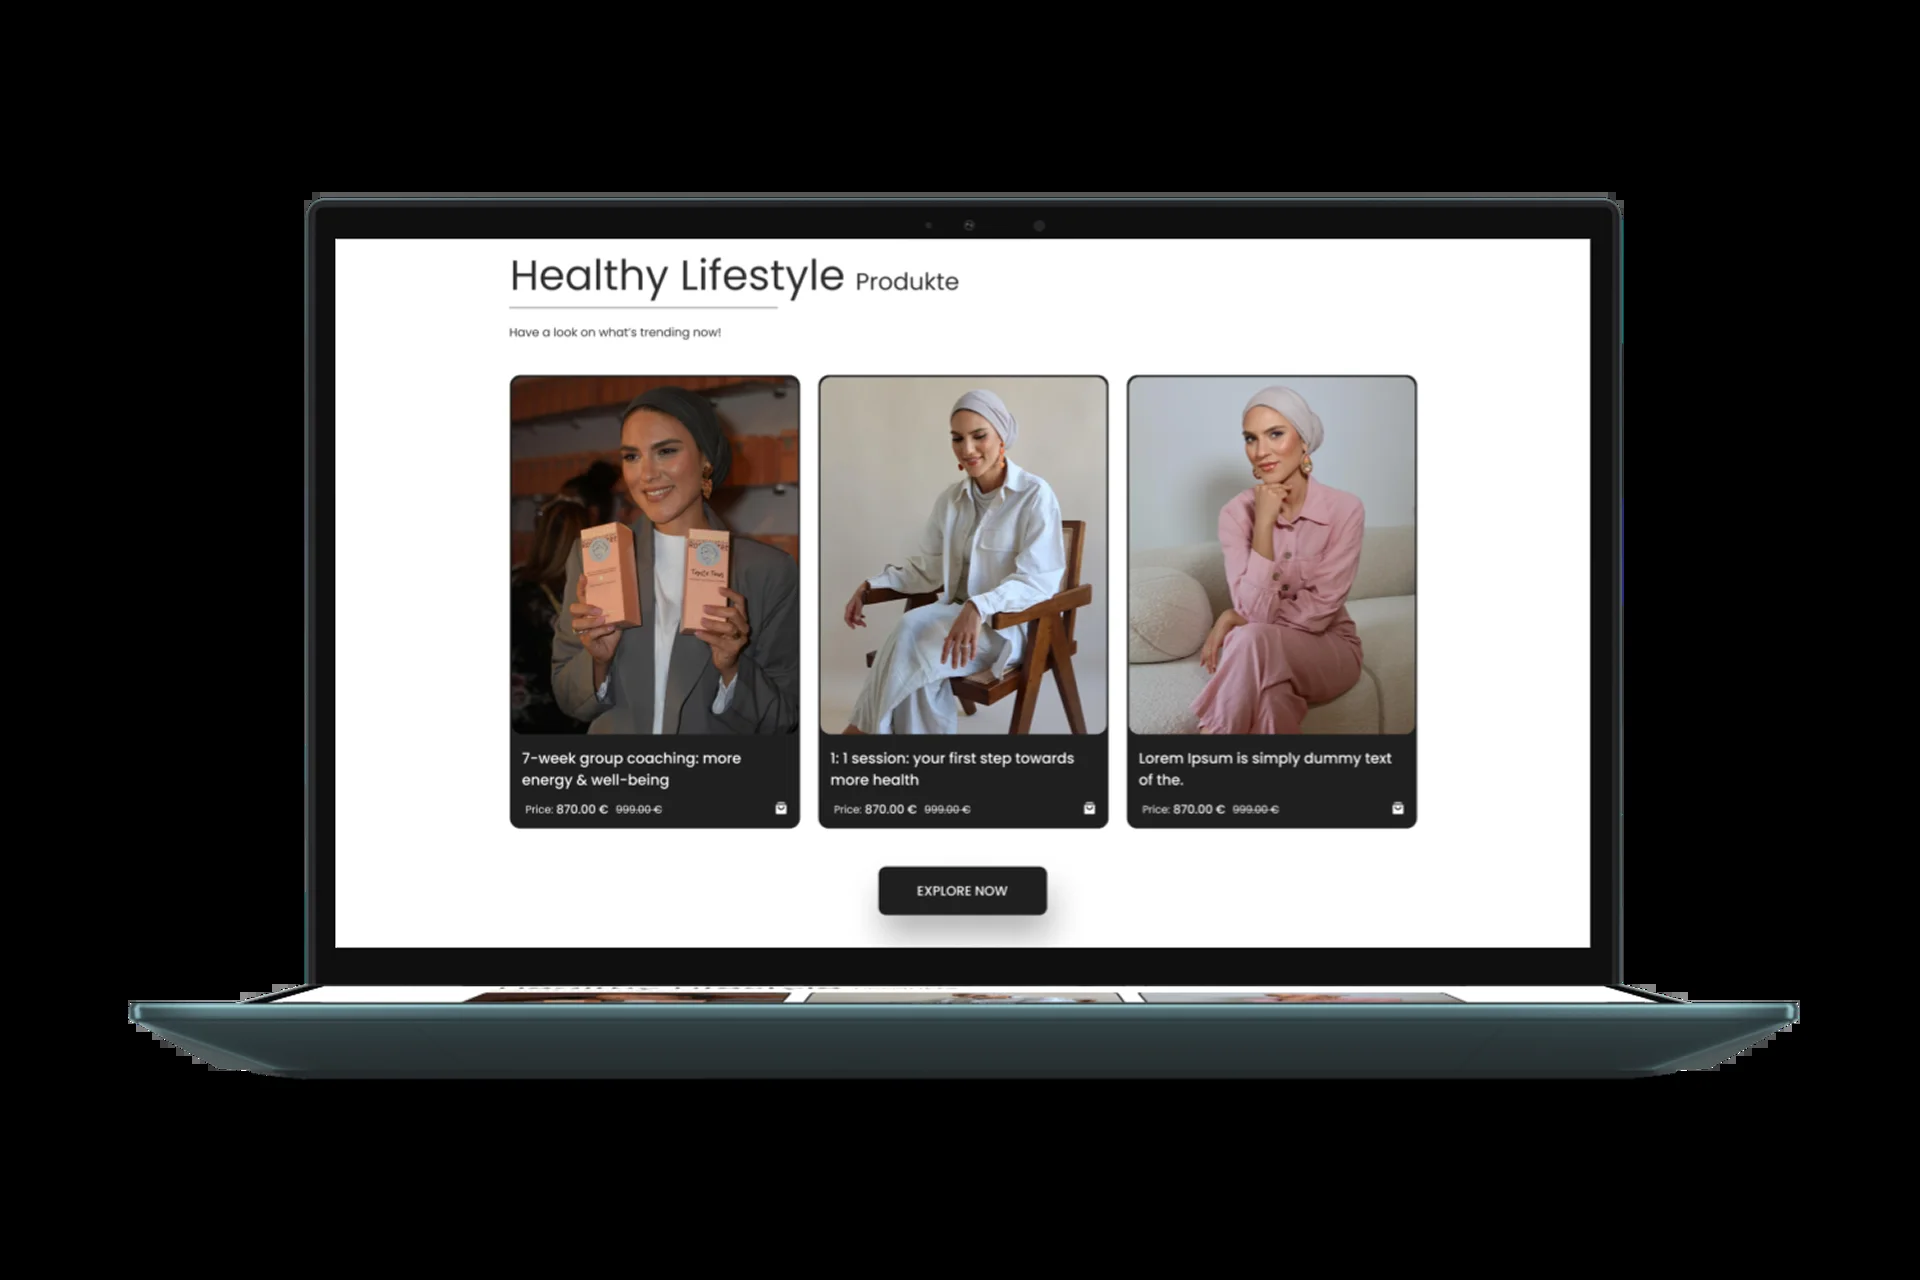 Healthy Lifestyle Produkte
Have a look on what's trending now!
7-week group coaching: more
energy & well-being
Price: 870.00 € 999.00 €
1: 1 session: your first step towards
more health
Price: 870.00 € 999.00 €
Lorem Ipsum is simply dummy text
of the.
Price: 870.00 € 999.00 €
EXPLORE NOW